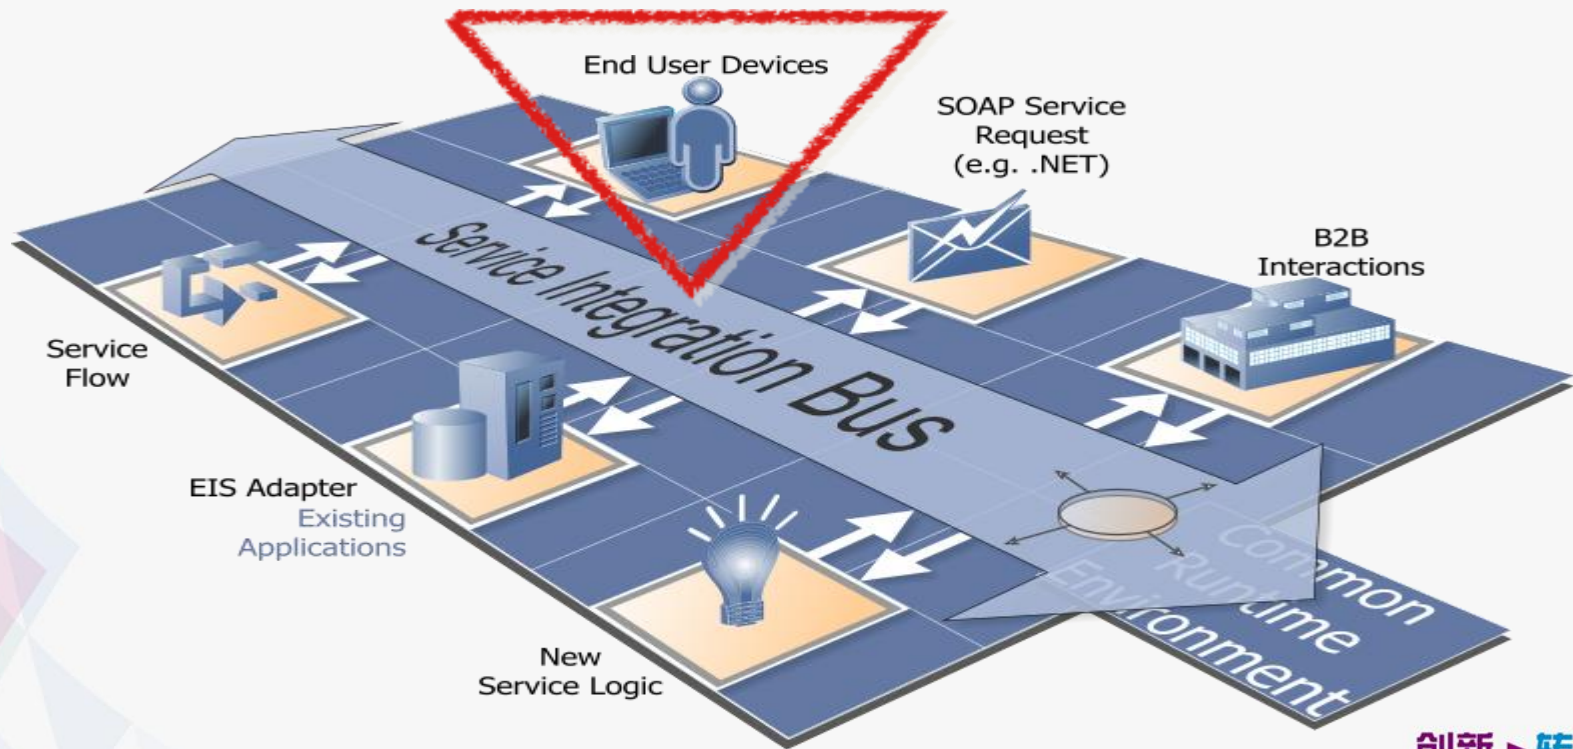 End User Devices
SOAP Service
Request
(e.g. .NET)
B2B
Interactions
Service Integration Bus
Service
Flow
EIS Adapter
Existing
Applications
New
Service Logic
Common
Runtime
Environment
创新